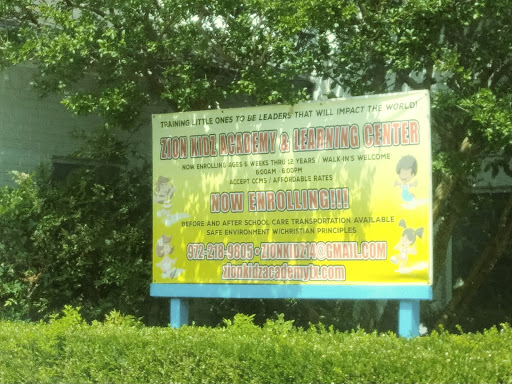 TRAINING LITTLE ONES TO BE LEADERS THAT WILL IMPACT THE WORLD!
ZION KIDZ ACADEMY & LEARNING CENTER
NOW ENROLLING AGES 6 WEEKS THRU 12 YEARS / WALK-IN'S WELCOME
6:00AM - 6:00PM
ACCEPT CCMS / AFFORDABLE RATES
NOW ENROLLING!!!
BEFORE AND AFTER SCHOOL CARE TRANSPORTATION AVAILABLE
SAFE ENVIRONMENT W/CHRISTIAN PRINCIPLES
972-218-9805 • ZIONKIDZ14@GMAIL.COM
zionkidzacademytx.com